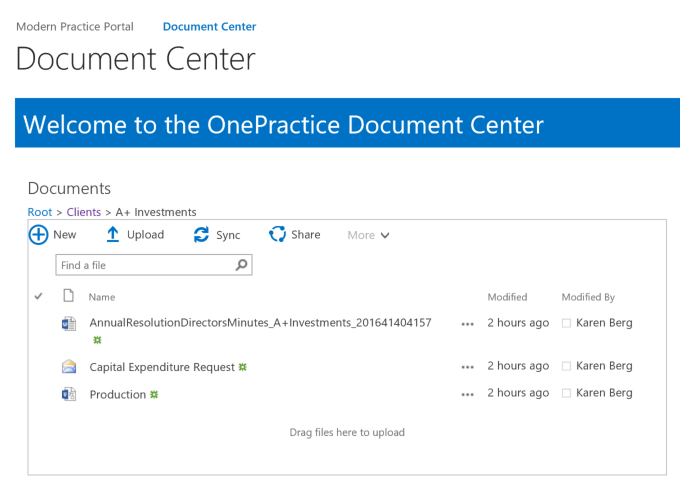 Modern Practice Portal Document Center
Document Center
Welcome to the OnePractice Document Center
Documents
Root > Clients > A+ Investments
New Upload Sync Share More
Find a file
Name Modified Modified By
AnnualResolutionDirectorsMinutes_A+Investments_201641404157 ... 2 hours ago Karen Berg
Capital Expenditure Request ... 2 hours ago Karen Berg
Production ... 2 hours ago Karen Berg
Drag files here to upload